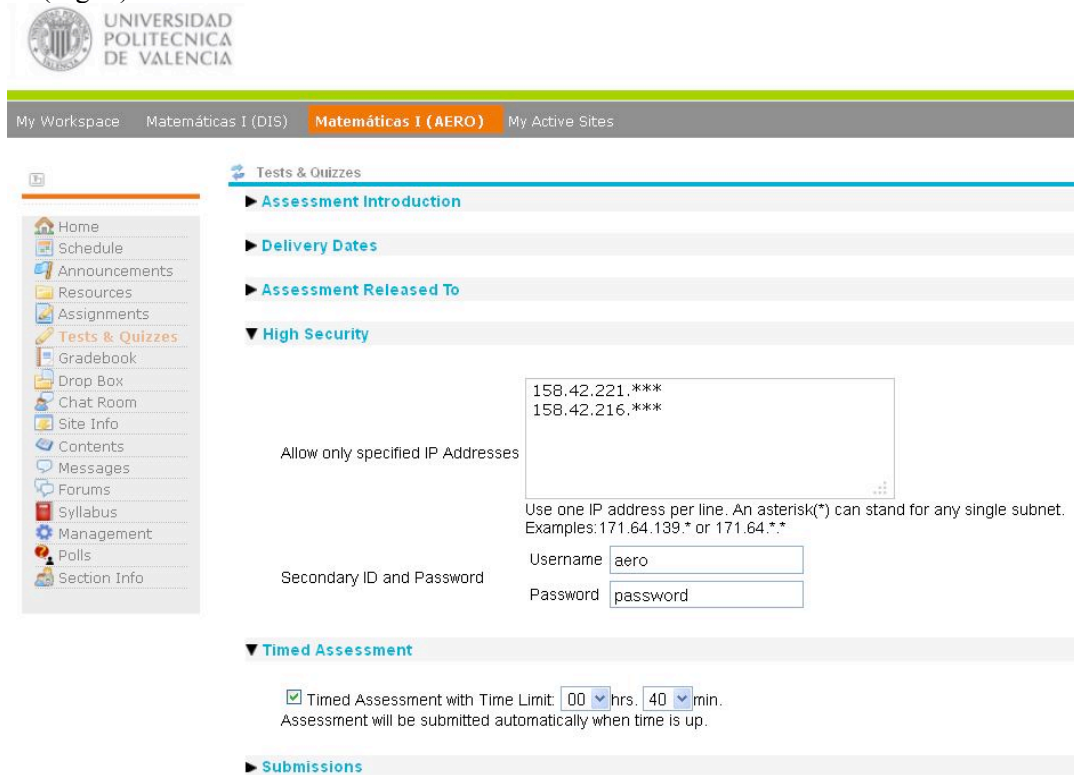 UNIVERSIDAD
POLITECNICA
DE VALENCIA
My Workspace Matemáticas I (DIS) Matemáticas I (AERO) My Active Sites
Tests & Quizzes
Home
Schedule
Announcements
Resources
Assignments
Tests & Quizzes
Gradebook
Drop Box
Chat Room
Site Info
Contents
Messages
Forums
Syllabus
Management
Polls
Section Info
Assessment Introduction
Delivery Dates
Assessment Released To
High Security
Allow only specified IP Addresses
158.42.221.***
158.42.216.***
Use one IP address per line. An asterisk(*) can stand for any single subnet.
Examples:171.64.139.* or 171.64.*.*
Secondary ID and Password
Username aero
Password password
Timed Assessment
Timed Assessment with Time Limit: 00 hrs. 40 min.
Assessment will be submitted automatically when time is up.
Submissions